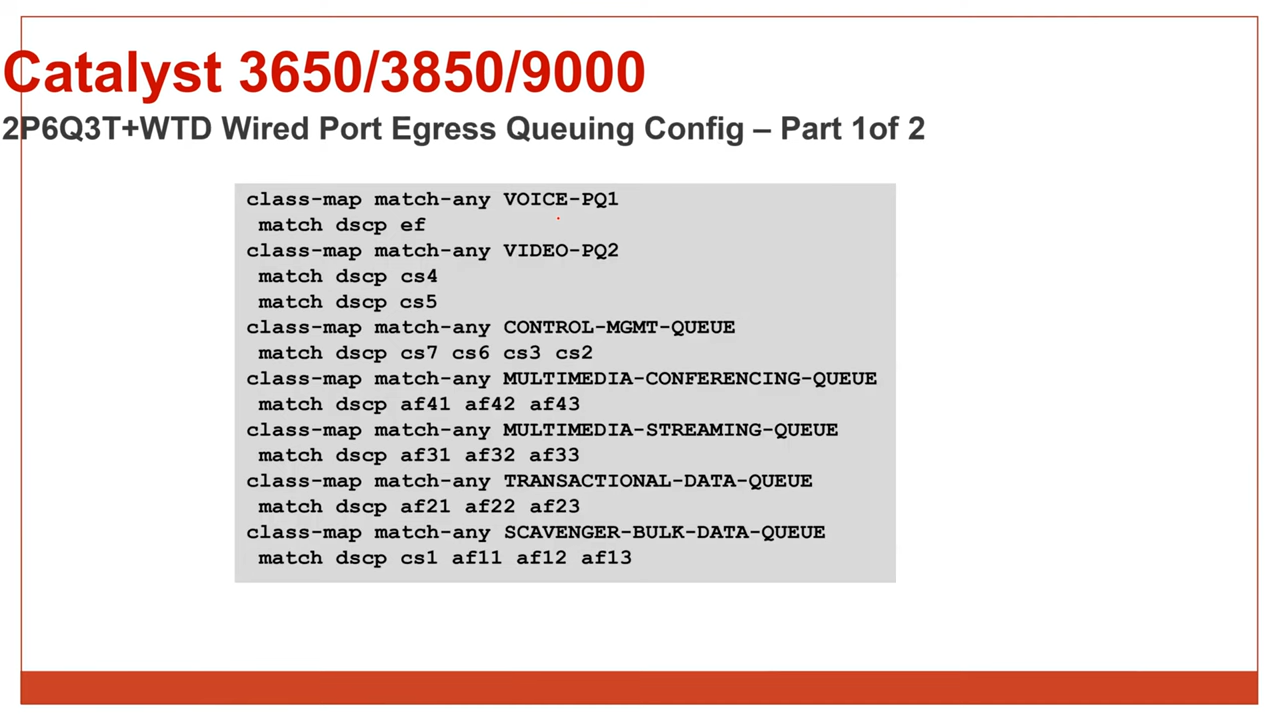 Catalyst 3650/3850/9000
2P6Q3T+WTD Wired Port Egress Queuing Config – Part 1of 2
class-map match-any VOICE-PQ1
match dscp ef
class-map match-any VIDEO-PQ2
match dscp cs4
match dscp cs5
class-map match-any CONTROL-MGMT-QUEUE
match dscp cs7 cs6 cs3 cs2
class-map match-any MULTIMEDIA-CONFERENCING-QUEUE
match dscp af41 af42 af43
class-map match-any MULTIMEDIA-STREAMING-QUEUE
match dscp af31 af32 af33
class-map match-any TRANSACTIONAL-DATA-QUEUE
match dscp af21 af22 af23
class-map match-any SCAVENGER-BULK-DATA-QUEUE
match dscp cs1 af11 af12 af13